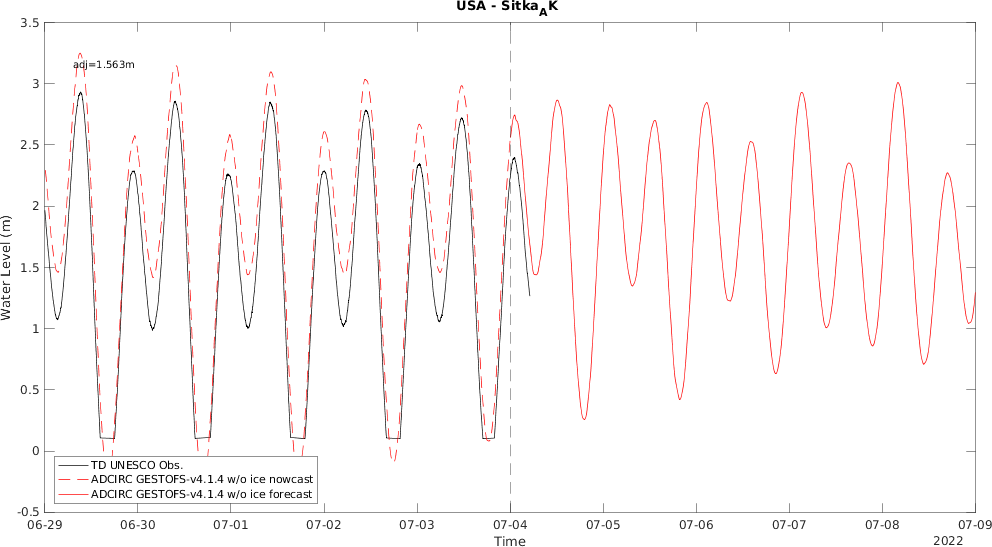 USA - Sitka_AK
3.5
3
2.5
2
1.5
1
0.5
0
-0.5
Water Level (m)
adj=1.563m
TD UNESCO Obs.
ADCIRC GESTOFS-v4.1.4 w/o ice nowcast
ADCIRC GESTOFS-v4.1.4 w/o ice forecast
06-29 06-30 07-01 07-02 07-03 07-04 07-05 07-06 07-07 07-08 07-09
Time
2022